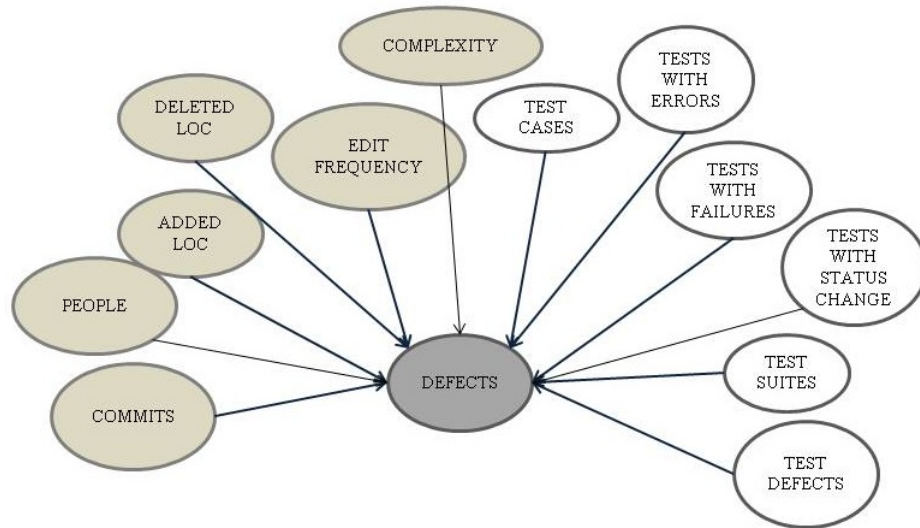 COMPLEXITY
TESTS
WITH
ERRORS
DELETED
LOC
TEST
CASES
EDIT
FREQUENCY
TESTS
WITH
FAILURES
ADDED
LOC
TESTS
WITH
STATUS
CHANGE
PEOPLE
DEFECTS
TEST
SUITES
COMMITS
TEST
DEFECTS